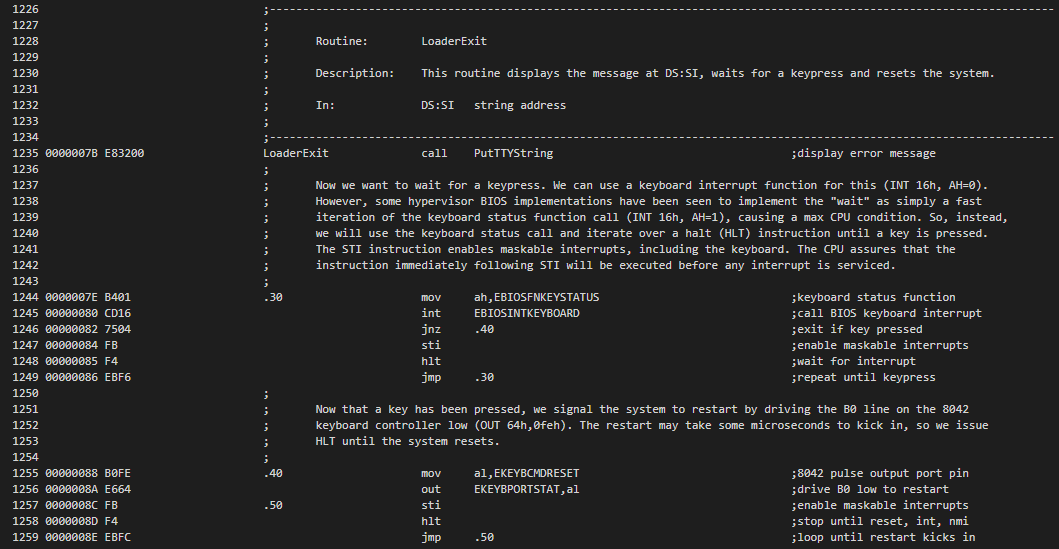 1226 ;------------------------------------------------------------------------------------------------------------------------
1227 ;
1228 ; Routine: LoaderExit
1229 ;
1230 ; Description: This routine displays the message at DS:SI, waits for a keypress and resets the system.
1231 ;
1232 ; In: DS:SI string address
1233 ;
1234 ;------------------------------------------------------------------------------------------------------------------------
1235 0000007B E83200 LoaderExit call PutTTYString ;display error message
1236 ;
1237 ; Now we want to wait for a keypress. We can use a keyboard interrupt function for this (INT 16h, AH=0).
1238 ; However, some hypervisor BIOS implementations have been seen to implement the "wait" as simply a fast
1239 ; iteration of the keyboard status function call (INT 16h, AH=1), causing a max CPU condition. So, instead,
1240 ; we will use the keyboard status call and iterate over a halt (HLT) instruction until a key is pressed.
1241 ; The STI instruction enables maskable interrupts, including the keyboard. The CPU assures that the
1242 ; instruction immediately following STI will be executed before any interrupt is serviced.
1243 ;
1244 0000007E B401 .30 mov ah,EBIOSFNKEYSTATUS ;keyboard status function
1245 00000080 CD16 int EBIOSINTKEYBOARD ;call BIOS keyboard interrupt
1246 00000082 7504 jnz .40 ;exit if key pressed
1247 00000084 FB sti ;enable maskable interrupts
1248 00000085 F4 hlt ;wait for interrupt
1249 00000086 EBF6 jmp .30 ;repeat until keypress
1250 ;
1251 ; Now that a key has been pressed, we signal the system to restart by driving the B0 line on the 8042
1252 ; keyboard controller low (OUT 64h,0feh). The restart may take some microseconds to kick in, so we issue
1253 ; HLT until the system resets.
1254 ;
1255 00000088 B0FE .40 mov al,EKEYBCMDRESET ;8042 pulse output port pin
1256 0000008A E664 out EKEYBPORTSTAT,al ;drive B0 low to restart
1257 0000008C FB .50 sti ;enable maskable interrupts
1258 0000008D F4 hlt ;stop until reset, int, nmi
1259 0000008E EBFC jmp .50 ;loop until restart kicks in